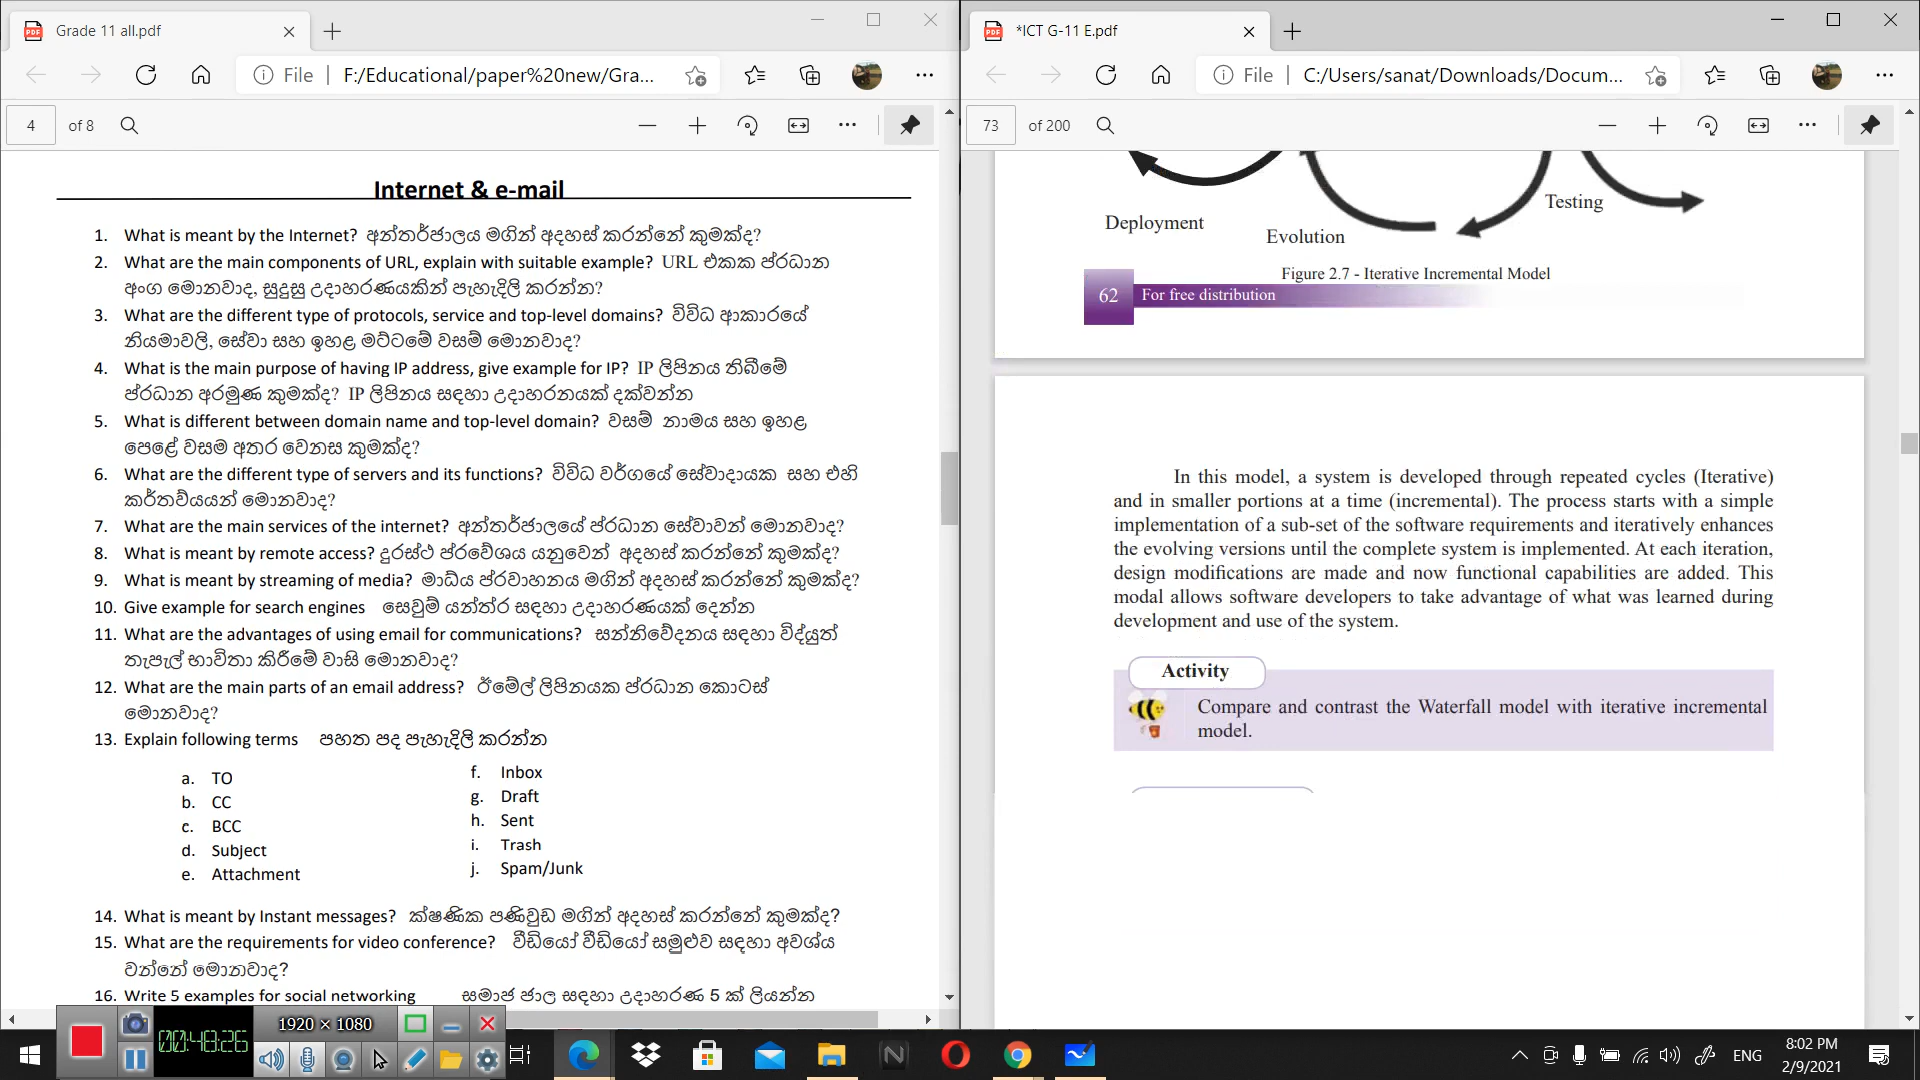 Grade 11 all.pdf
File
F:/Educational/paper%20new/Gra...
4 of 8
Internet & e-mail
1. What is meant by the Internet? අන්තර්ජාලය මගින් අදහස් කරන්නේ කුමක්ද?
2. What are the main components of URL, explain with suitable example? URL එකක ප්රධාන
අංග මොනවාද, සුදුසු උදාහරණයකින් පැහැදිලි කරන්න?
3. What are the different type of protocols, service and top-level domains? විවිධ ආකාරයේ
නියමාවලි, සේවා සහ ඉහළ මට්ටමේ වසම් මොනවාද?
4. What is the main purpose of having IP address, give example for IP? IP ලිපිනය තිබීමේ
ප්රධාන අරමුණ කුමක්ද? IP ලිපිනය සඳහා උදාහරනයක් දක්වන්න
5. What is different between domain name and top-level domain? වසම් නාමය සහ ඉහළ
පෙළේ වසම අතර වෙනස කුමක්ද?
6. What are the different type of servers and its functions? විවිධ වර්ගයේ සේවාදායක සහ එහි
කර්තව්යයන් මොනවාද?
7. What are the main services of the internet? අන්තර්ජාලයේ ප්රධාන සේවාවන් මොනවාද?
8. What is meant by remote access? දුරස්ථ ප්රවේශය යනුවෙන් අදහස් කරන්නේ කුමක්ද?
9. What is meant by streaming of media? මාධ්ය ප්රවාහනය මගින් අදහස් කරන්නේ කුමක්ද?
10. Give example for search engines සෙවුම් යන්ත්ර සඳහා උදාහරණයක් දෙන්න
11. What are the advantages of using email for communications? සන්නිවේදනය සඳහා විද්යුත්
තැපැල් භාවිතා කිරීමේ වාසි මොනවාද?
12. What are the main parts of an email address? ඊමේල් ලිපිනයක ප්රධාන කොටස්
මොනවාද?
13. Explain following terms පහත පද පැහැදිලි කරන්න
a. TO
b. CC
c. BCC
d. Subject
e. Attachment
f. Inbox
g. Draft
h. Sent
i. Trash
j. Spam/Junk
14. What is meant by Instant messages? ක්ෂණික පණිවුඩ මගින් අදහස් කරන්නේ කුමක්ද?
15. What are the requirements for video conference? වීඩියෝ වීඩියෝ සමුළුව සඳහා අවශ්ය
වන්නේ මොනවාද?
16. Write 5 examples for social networking සමාජ ජාල සඳහා උදාහරණ 5 ක් ලියන්න
*ICT G-11 E.pdf
File
C:/Users/sanat/Downloads/Docum...
73 of 200
Testing
Deployment
Evolution
Figure 2.7 - Iterative Incremental Model
62 For free distribution
In this model, a system is developed through repeated cycles (Iterative)
and in smaller portions at a time (incremental). The process starts with a simple
implementation of a sub-set of the software requirements and iteratively enhances
the evolving versions until the complete system is implemented. At each iteration,
design modifications are made and now functional capabilities are added. This
modal allows software developers to take advantage of what was learned during
development and use of the system.
Activity
Compare and contrast the Waterfall model with iterative incremental
model.
1920 × 1080
00:48:26
ENG
8:02 PM
2/9/2021